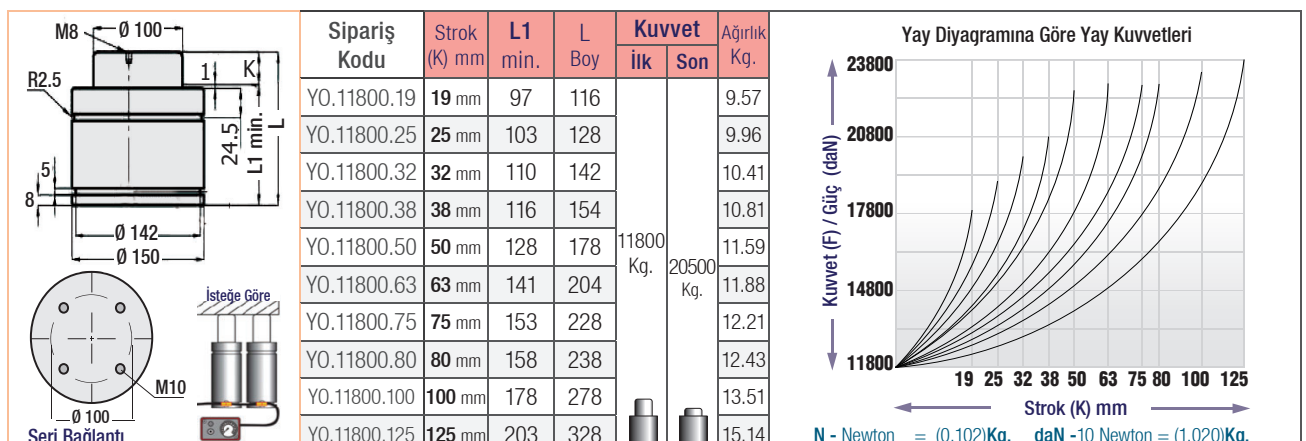 M8
Ø 100
1
K
R2.5
24.5
L1 min.
L
5
8
Ø 142
Ø 150
İsteğe Göre
M10
Ø 100
Seri Bağlantı
Sipariş Kodu Strok (K) mm L1 min. L Boy Kuvvet İlk Son Ağırlık Kg.
YO.11800.19 19 mm 97 116 9.57
YO.11800.25 25 mm 103 128 9.96
YO.11800.32 32 mm 110 142 10.41
YO.11800.38 38 mm 116 154 10.81
YO.11800.50 50 mm 128 178 11.59
YO.11800.63 63 mm 141 204 11.88
YO.11800.75 75 mm 153 228 12.21
YO.11800.80 80 mm 158 238 12.43
YO.11800.100 100 mm 178 278 13.51
YO.11800.125 125 mm 203 328 15.14
11800 Kg.
20500 Kg.
Yay Diyagramına Göre Yay Kuvvetleri
Kuvvet (F) / Güç (daN)
23800
20800
17800
14800
11800
19 25 32 38 50 63 75 80 100 125
Strok (K) mm
N - Newton = (0.102)Kg. daN -10 Newton = (1.020)Kg.